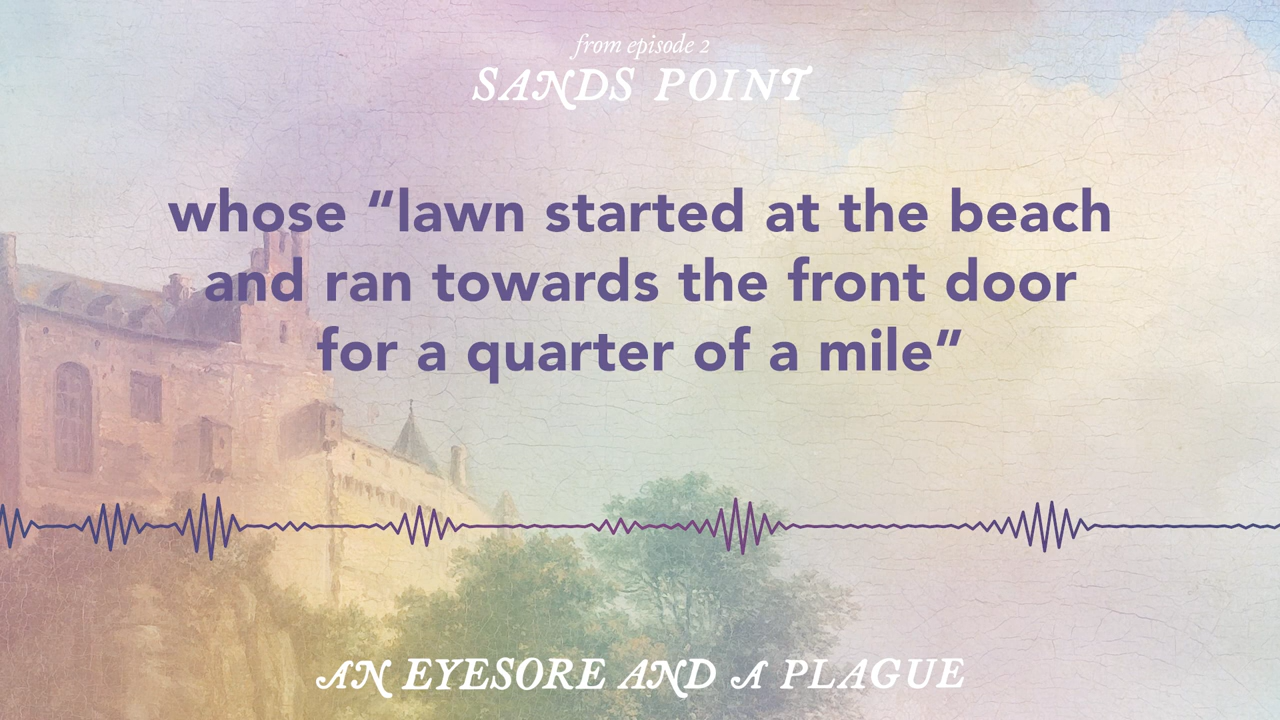 from episode 2
SANDS POINT
whose “lawn started at the beach
and ran towards the front door
for a quarter of a mile”
AN EYESORE AND A PLAGUE